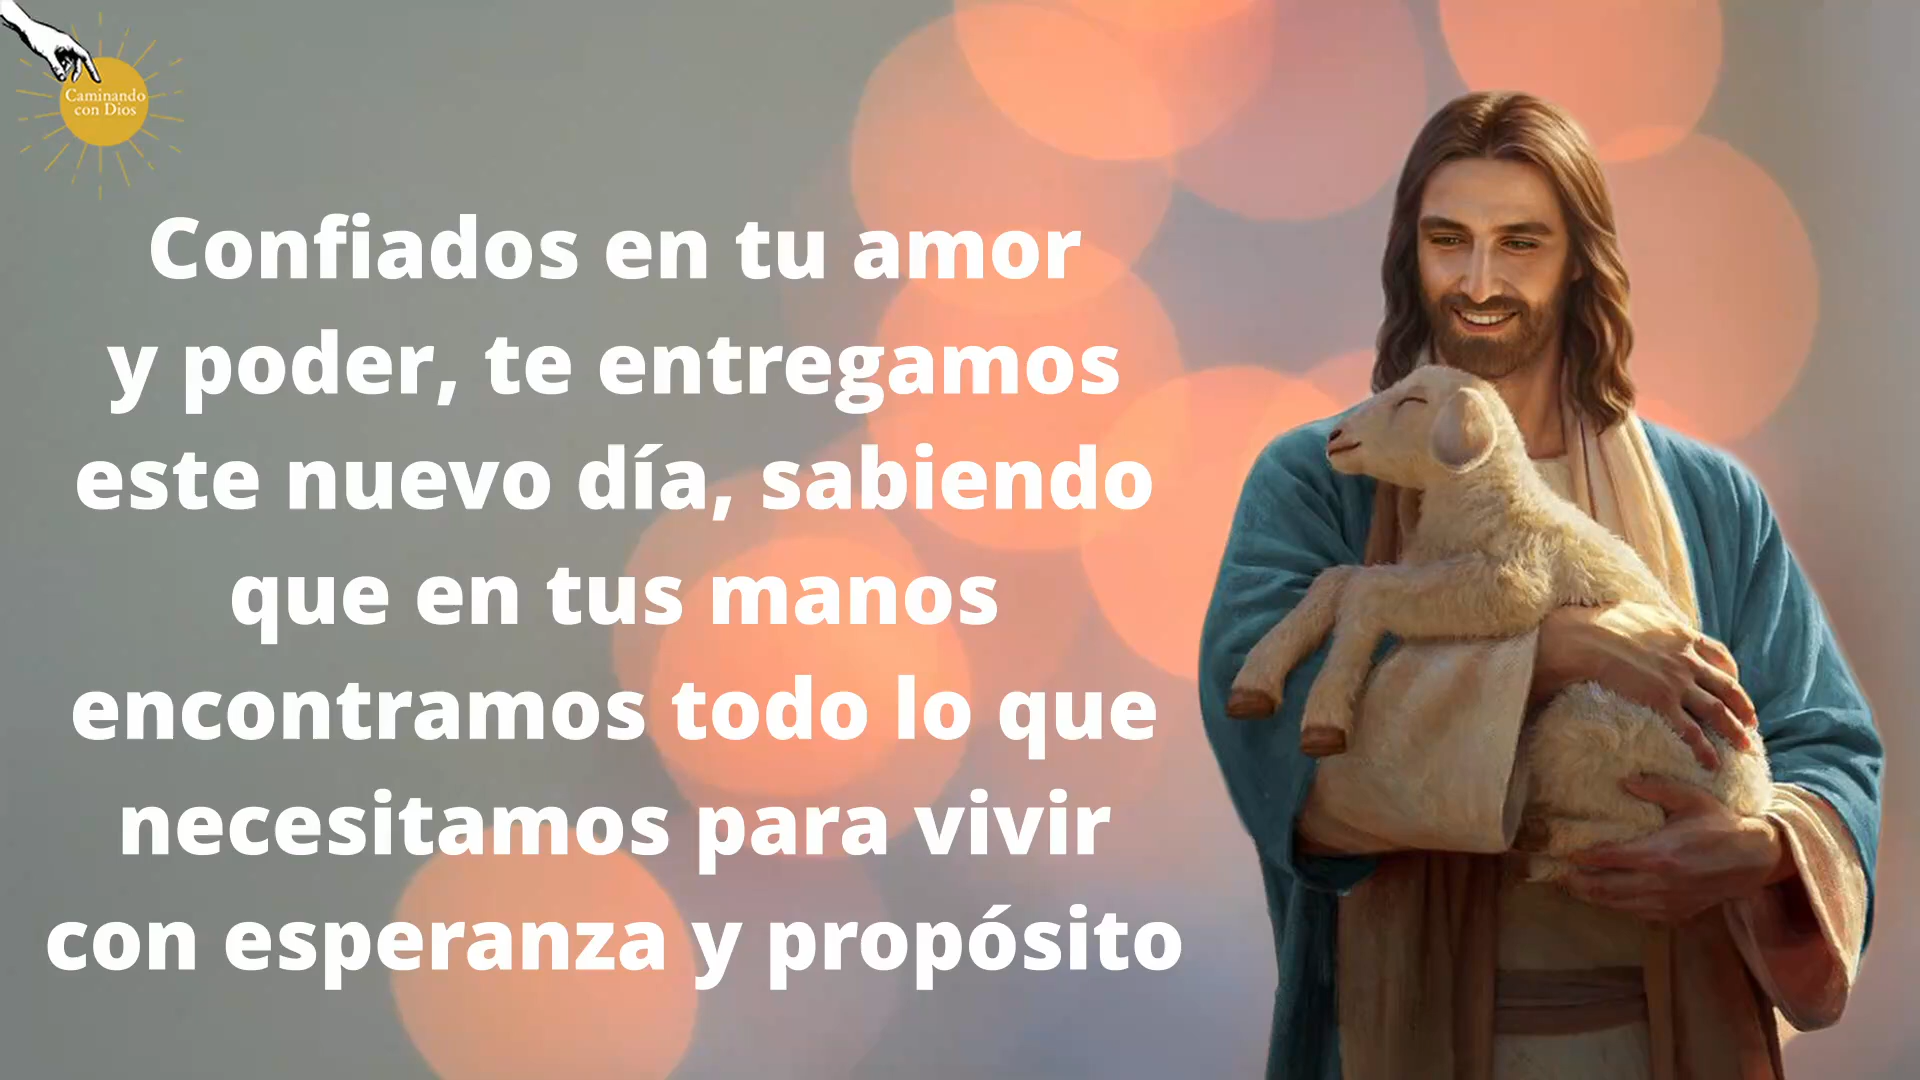 Caminando
con Dios
Confiados en tu amor
y poder, te entregamos
este nuevo día, sabiendo
que en tus manos
encontramos todo lo que
necesitamos para vivir
con esperanza y propósito